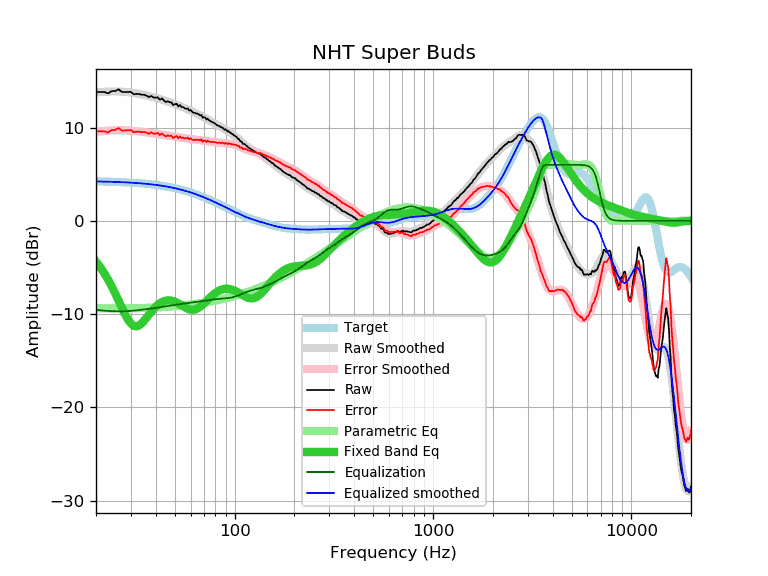 NHT Super Buds
Amplitude (dBr)
10
0
−10
−20
−30
Target
Raw Smoothed
Error Smoothed
Raw
Error
Parametric Eq
Fixed Band Eq
Equalization
Equalized smoothed
100
1000
10000
Frequency (Hz)